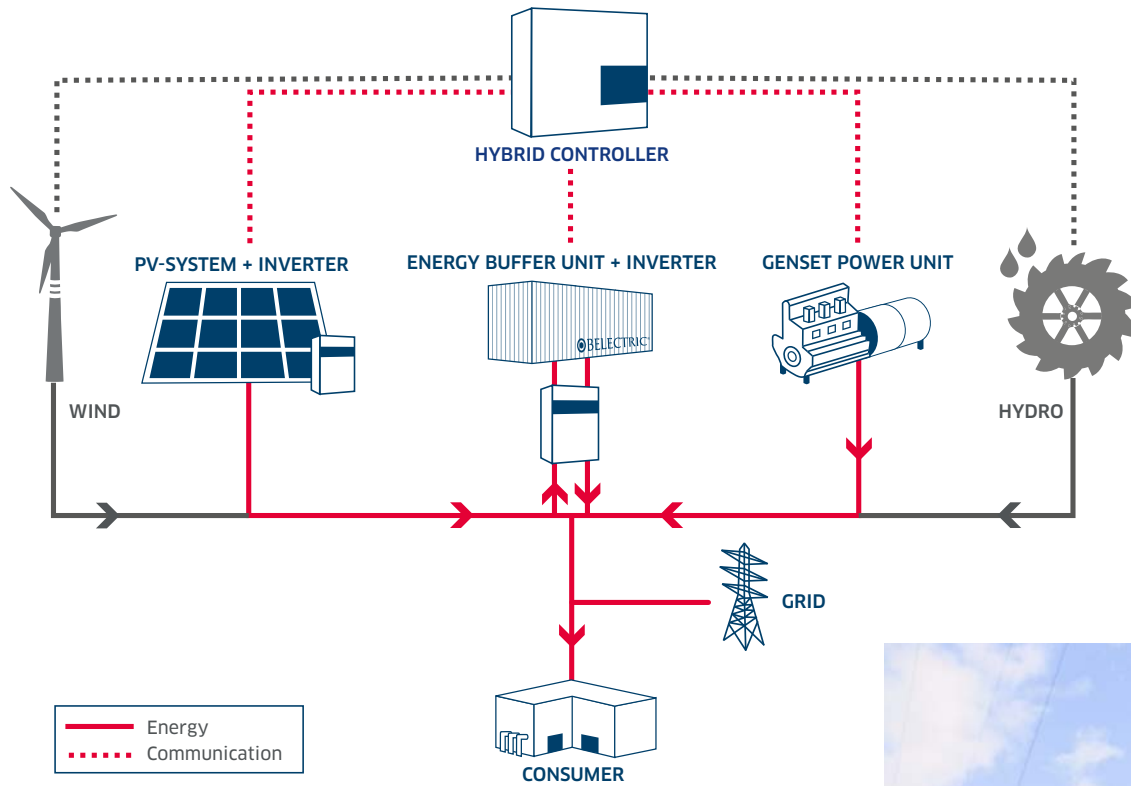 HYBRID CONTROLLER
PV-SYSTEM + INVERTER
ENERGY BUFFER UNIT + INVERTER
GENSET POWER UNIT
BELECTRIC®
WIND
HYDRO
GRID
Energy
Communication
CONSUMER